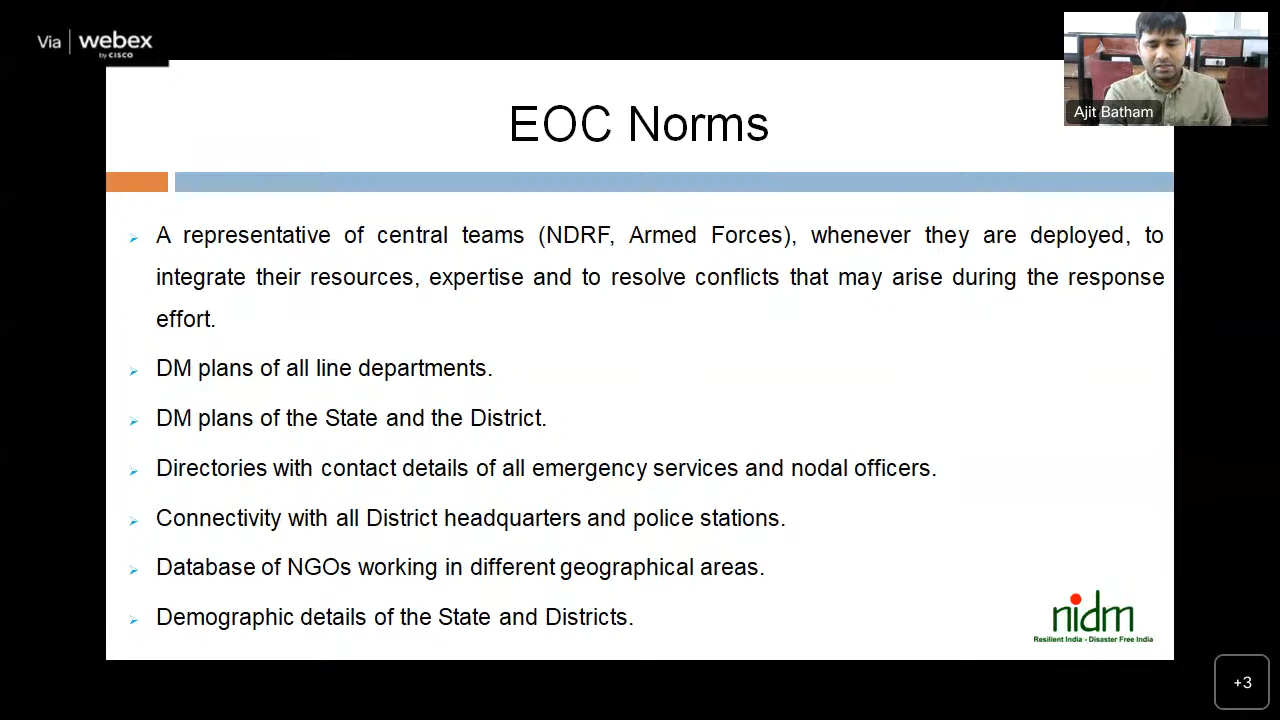 Via webex
by CISCO
Ajit Batham
EOC Norms
A representative of central teams (NDRF, Armed Forces), whenever they are deployed, to
integrate their resources, expertise and to resolve conflicts that may arise during the response
effort.
DM plans of all line departments.
DM plans of the State and the District.
Directories with contact details of all emergency services and nodal officers.
Connectivity with all District headquarters and police stations.
Database of NGOs working in different geographical areas.
Demographic details of the State and Districts.
nidm
Resilient India - Disaster Free India
+3